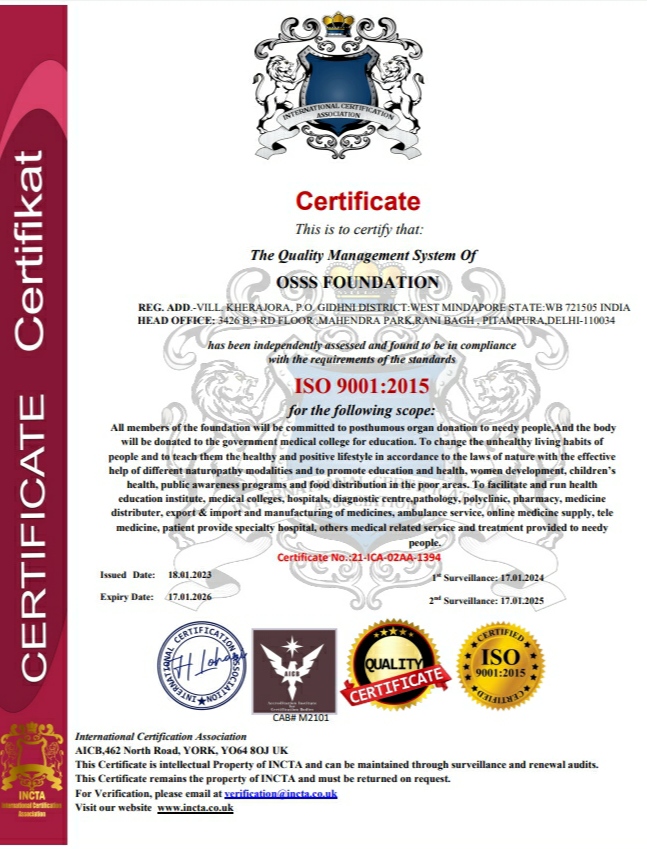 INTERNATIONAL CERTIFICATION
ASSOCIATION
CERTIFICATE Certifikat
Certificate
This is to certify that:
The Quality Management System Of
OSSS FOUNDATION
REG. ADD.-VILL. KHERAJORA, P.O. GIDHNI DISTRICT:WEST MINDAPORE STATE:WB 721505 INDIA
HEAD OFFICE: 3426 B,3 RD FLOOR ,MAHENDRA PARK,RANI BAGH , PITAMPURA,DELHI-110034
has been independently assessed and found to be in compliance
with the requirements of the standards
ISO 9001:2015
for the following scope:
All members of the foundation will be committed to posthumous organ donation to needy people,And the body
will be donated to the government medical college for education. To change the unhealthy living habits of
people and to teach them the healthy and positive lifestyle in accordance to the laws of nature with the effective
help of different naturopathy modalities and to promote education and health, women development, children's
health, public awareness programs and food distribution in the poor areas. To facilitate and run health
education institute, medical colleges, hospitals, diagnostic centre,pathology, polyclinic, pharmacy, medicine
distributer, export & import and manufacturing of medicines, ambulance service, online medicine supply, tele
medicine, patient provide specialty hospital, others medical related service and treatment provided to needy
people.
Certificate No.:21-ICA-02AA-1394
Issued Date: 18.01.2023
1st Surveillance: 17.01.2024
Expiry Date: 17.01.2026
2nd Surveillance: 17.01.2025
INTERNATIONAL CERTIFICATION ASSOCIATION
AICB
Accreditation Institute
for
Certification Bodies
CAB# M2101
QUALITY
CERTIFICATE
CERTIFIED
ISO
9001:2015
CERTIFIED
INCTA
International Certification
Association
International Certification Association
AICB,462 North Road, YORK, YO64 8OJ UK
This Certificate is intellectual Property of INCTA and can be maintained through surveillance and renewal audits.
This Certificate remains the property of INCTA and must be returned on request.
For Verification, please email at verification@incta.co.uk
Visit our website www.incta.co.uk